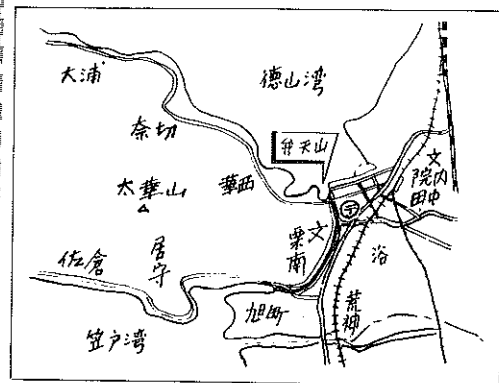 大浦
徳山湾
奈切
弁天山
太華山
華西
文
院内
田中
文
栗南
佐倉
居守
浴
旭町
荒神
笠戸湾